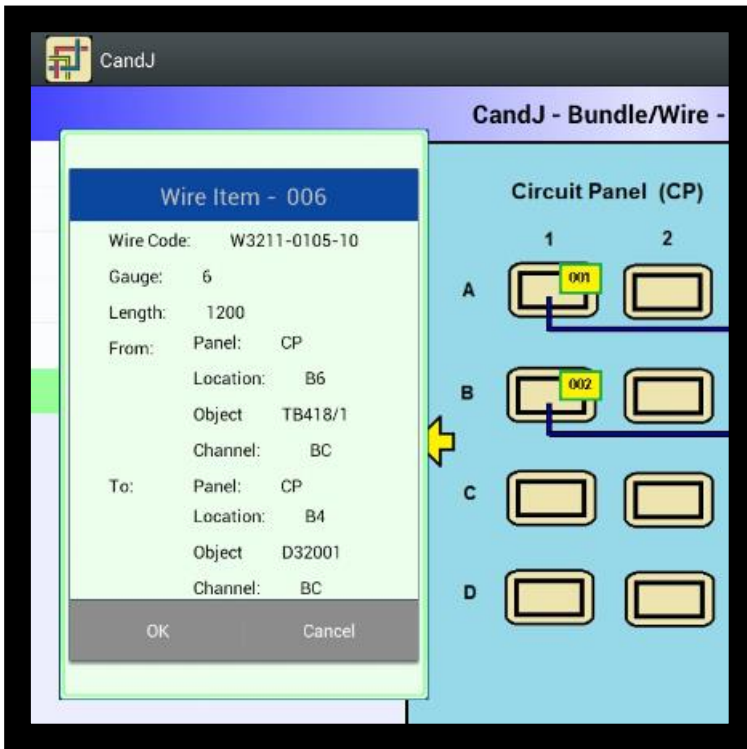 CandJ
CandJ - Bundle/Wire -
Wire Item - 006
Wire Code: W3211-0105-10
Gauge: 6
Length: 1200
From: Panel: CP
Location: B6
Object TB418/1
Channel: BC
To: Panel: CP
Location: B4
Object D32001
Channel: BC
OK Cancel
Circuit Panel (CP)
1 2
A 001
B 002
C
D